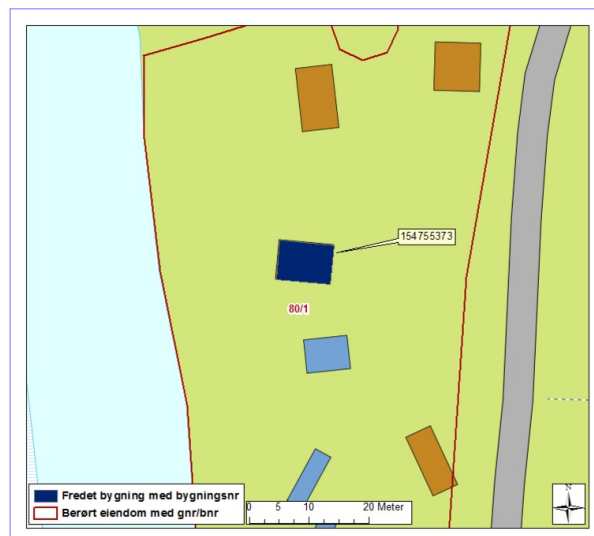 154755373
80/1
Fredet bygning med bygningsnr
Berørt eiendom med gnr/bnr
0 5 10 20 Meter
N